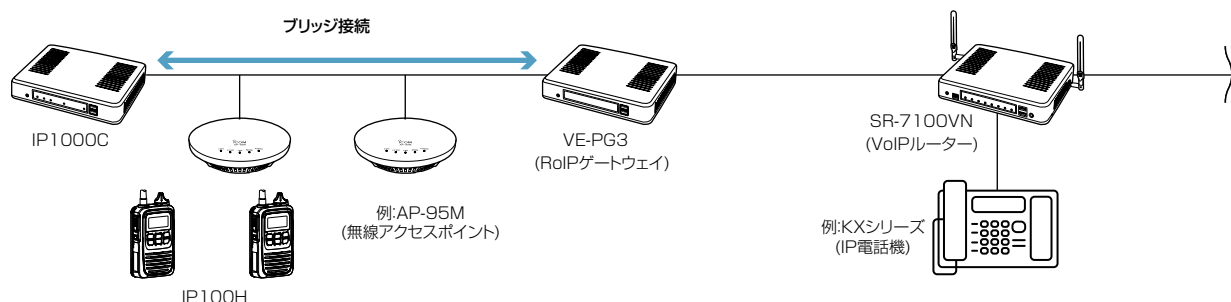 ブリッジ接続
IP1000C
VE-PG3
(RoIPゲートウェイ)
SR-7100VN
(VoIPルーター)
例:AP-95M
(無線アクセスポイント)
例:KXシリーズ
(IP電話機)
IP100H